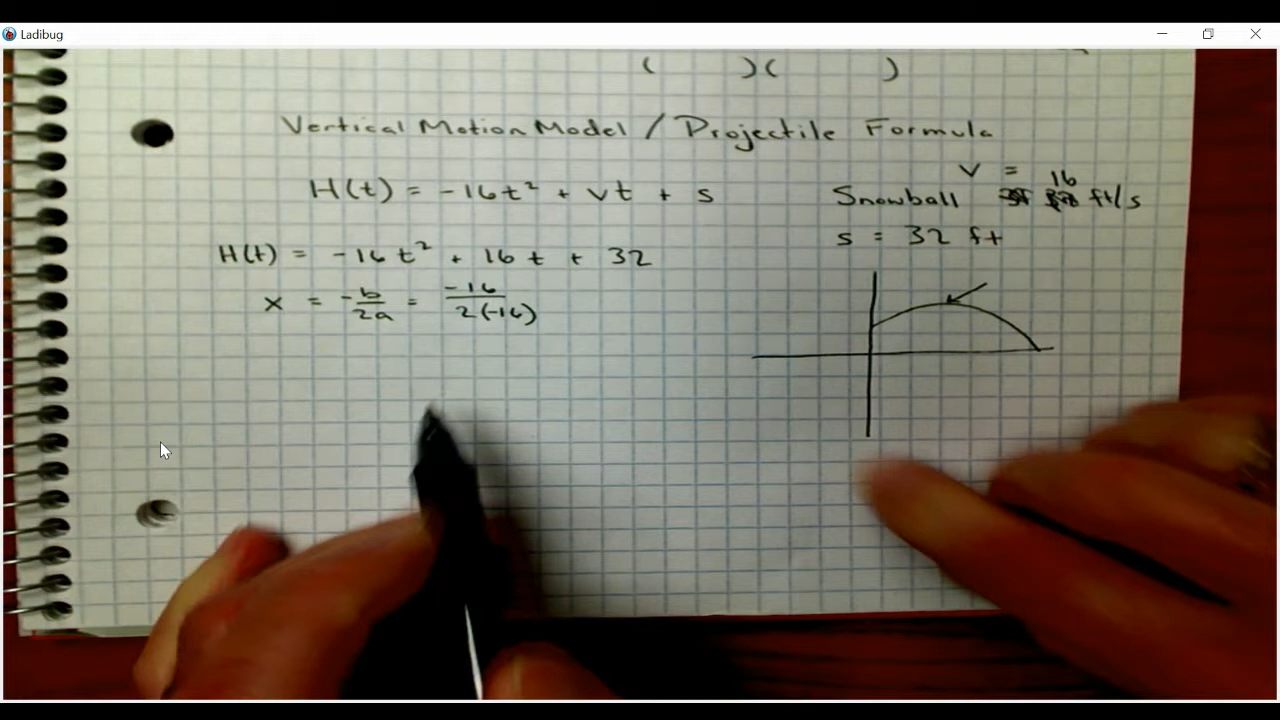 Ladibug
( )( )
Vertical Motion Model / Projectile Formula
H(t) = -16t² + vt + s
v = 16 ft/s
Snowball
s = 32 ft
H(t) = -16t² + 16t + 32
x = -b/2a = -16/2(-16)